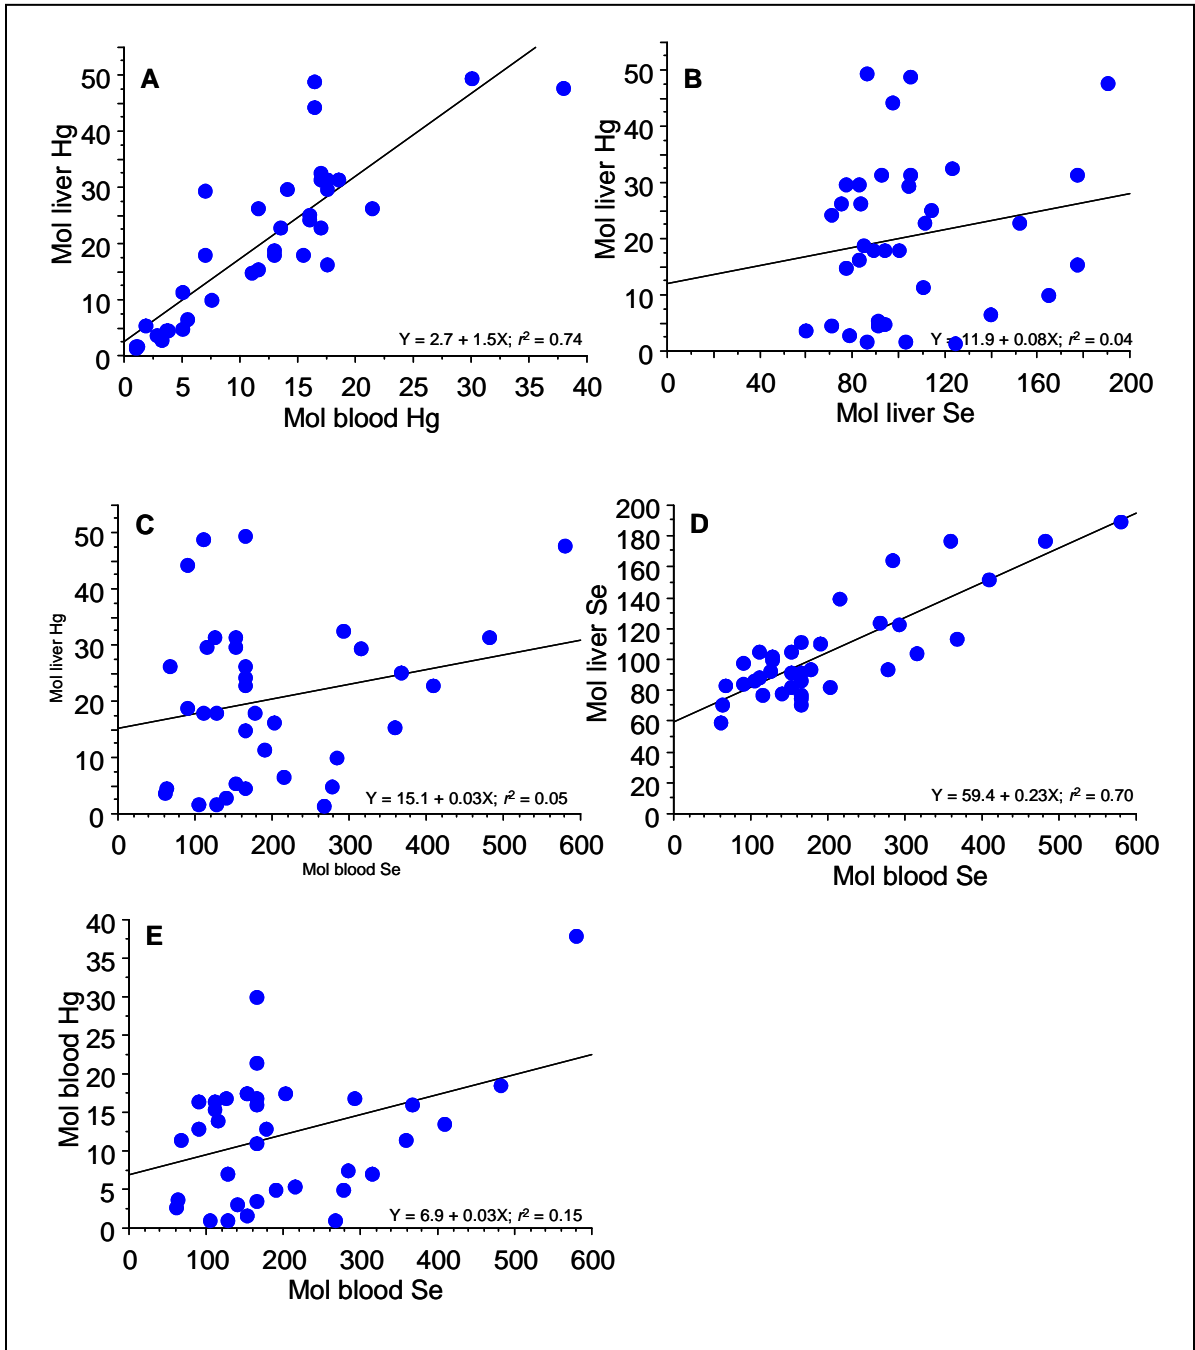 A
Mol liver Hg
50
40
30
20
10
0
Y = 2.7 + 1.5X; r² = 0.74
0 5 10 15 20 25 30 35 40
Mol blood Hg
B
Mol liver Hg
50
40
30
20
10
0
Y = 11.9 + 0.08X; r² = 0.04
0 40 80 120 160 200
Mol liver Se
C
Mol liver Hg
50
40
30
20
10
0
Y = 15.1 + 0.03X; r² = 0.05
0 100 200 300 400 500 600
Mol blood Se
D
Mol liver Se
200
180
160
140
120
100
80
60
40
20
0
Y = 59.4 + 0.23X; r² = 0.70
0 100 200 300 400 500 600
Mol blood Se
E
Mol blood Hg
40
35
30
25
20
15
10
5
0
Y = 6.9 + 0.03X; r² = 0.15
0 100 200 300 400 500 600
Mol blood Se